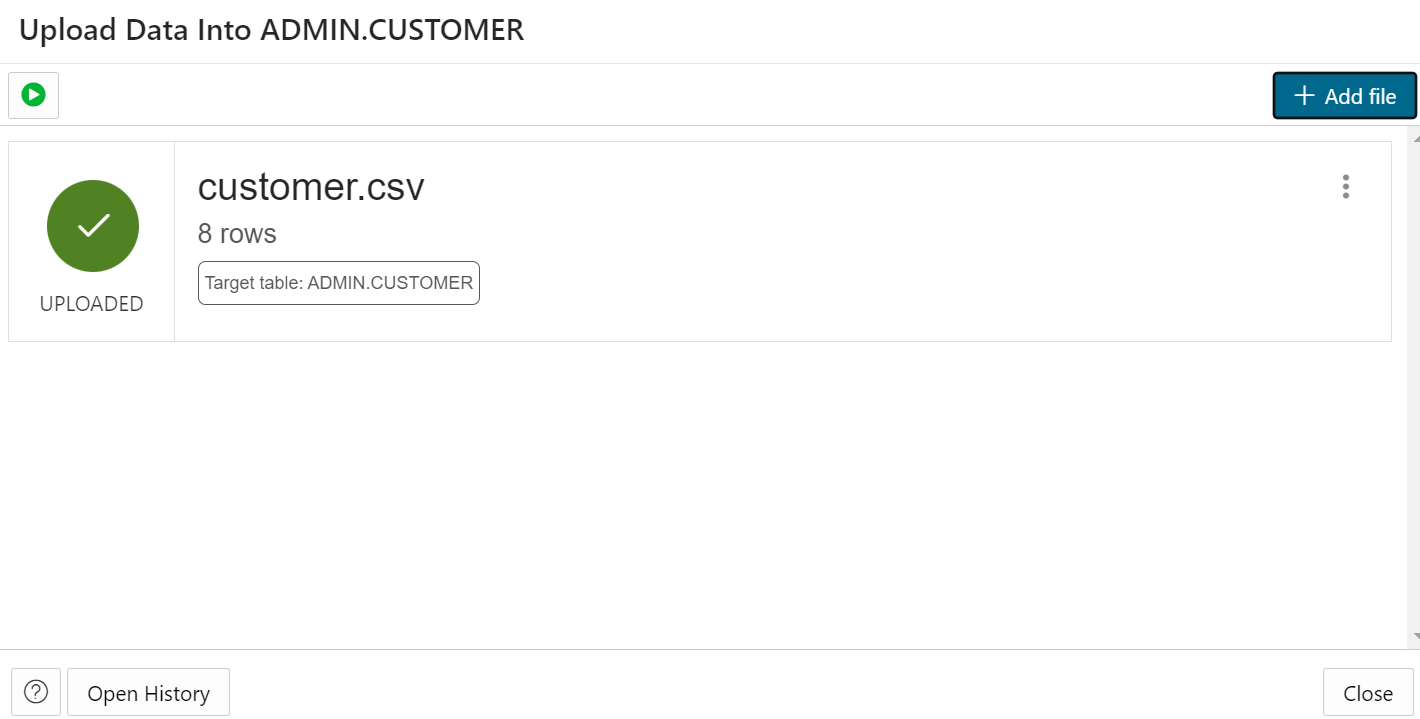 Upload Data Into ADMIN.CUSTOMER
Add file
customer.csv
8 rows
Target table: ADMIN.CUSTOMER
UPLOADED
?
Open History
Close